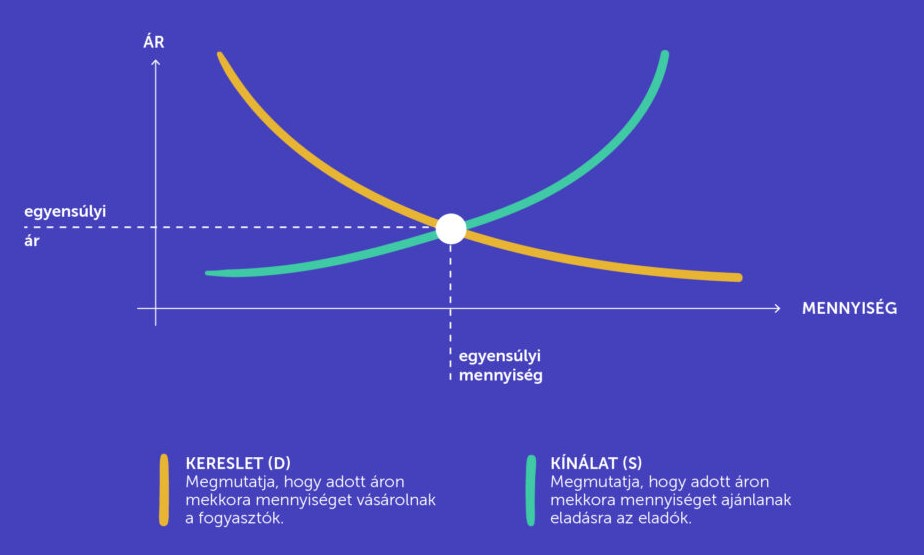 ÁR
egyensúlyi
ár
MENNYISÉG
egyensúlyi
mennyiség
KERESLET (D)
Megmutatja, hogy adott áron
mekkora mennyiséget vásárolnak
a fogyasztók.
KÍNÁLAT (S)
Megmutatja, hogy adott áron
mekkora mennyiséget ajánlanak
eladásra az eladók.